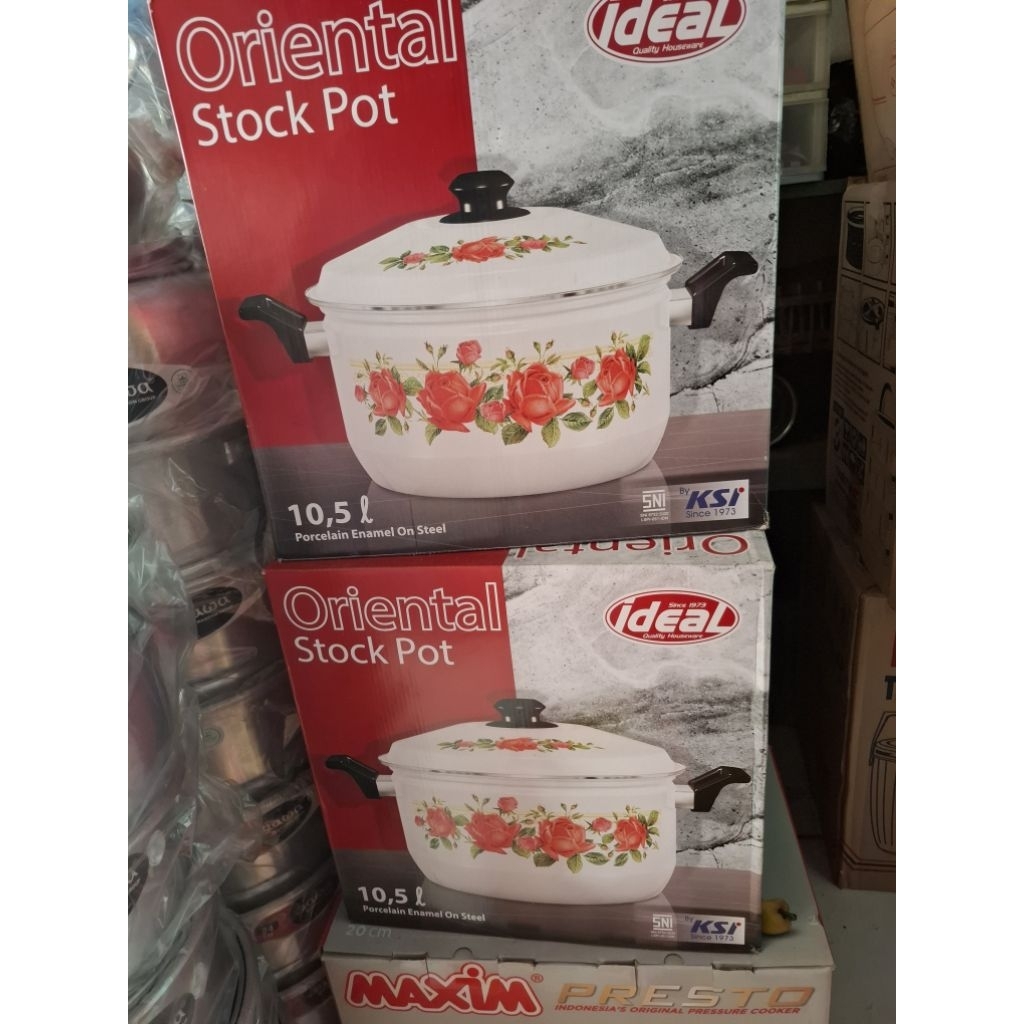 Oriental
Stock Pot
ideal
Quality Houseware
10,5 ℓ
Porcelain Enamel On Steel
SNI
By KSi
Since 1973
Oriental
Oriental
Stock Pot
Since 1973
ideal
Quality Houseware
10,5 ℓ
Porcelain Enamel On Steel
SNI
By KSi
Since 1973
20 cm
MAXIM® PRESTO
INDONESIA'S ORIGINAL PRESSURE COOKER